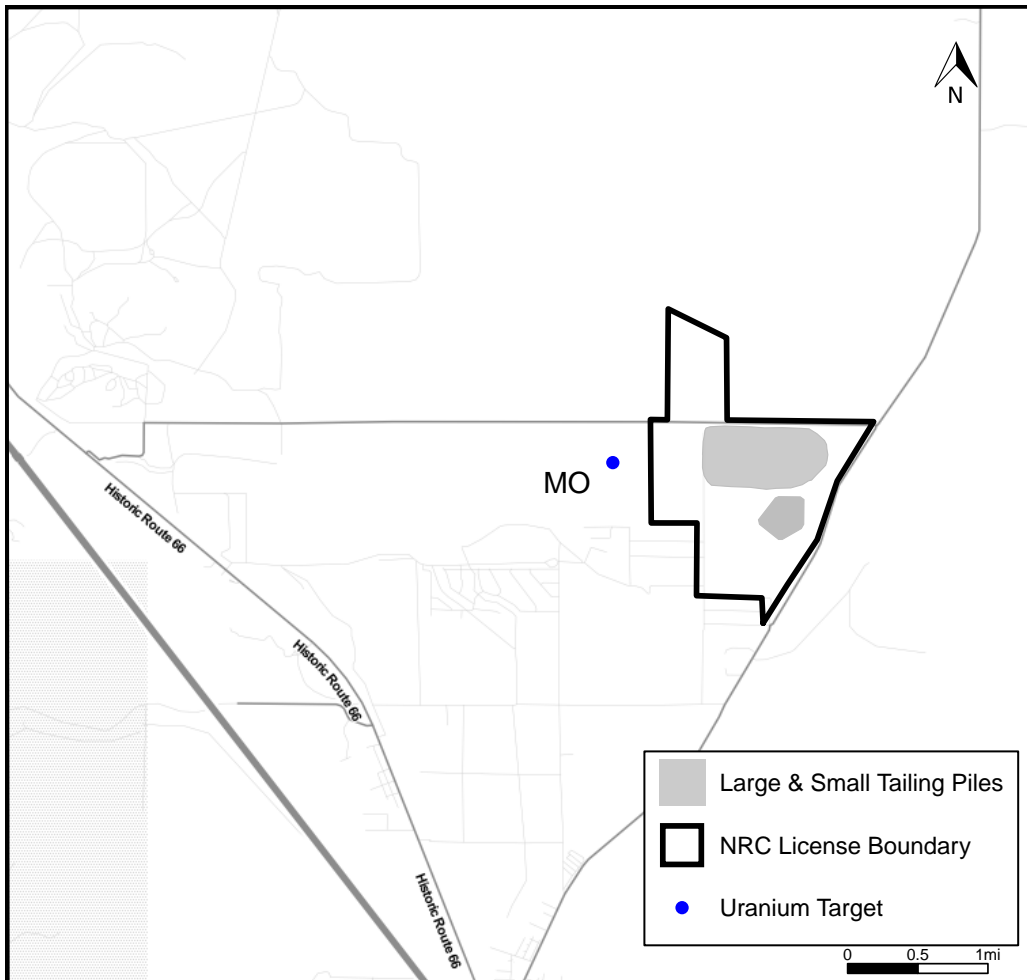 N
MO
Historic Route 66
Historic Route 66
Historic Route 66
Large & Small Tailing Piles
NRC License Boundary
Uranium Target
0 0.5 1mi